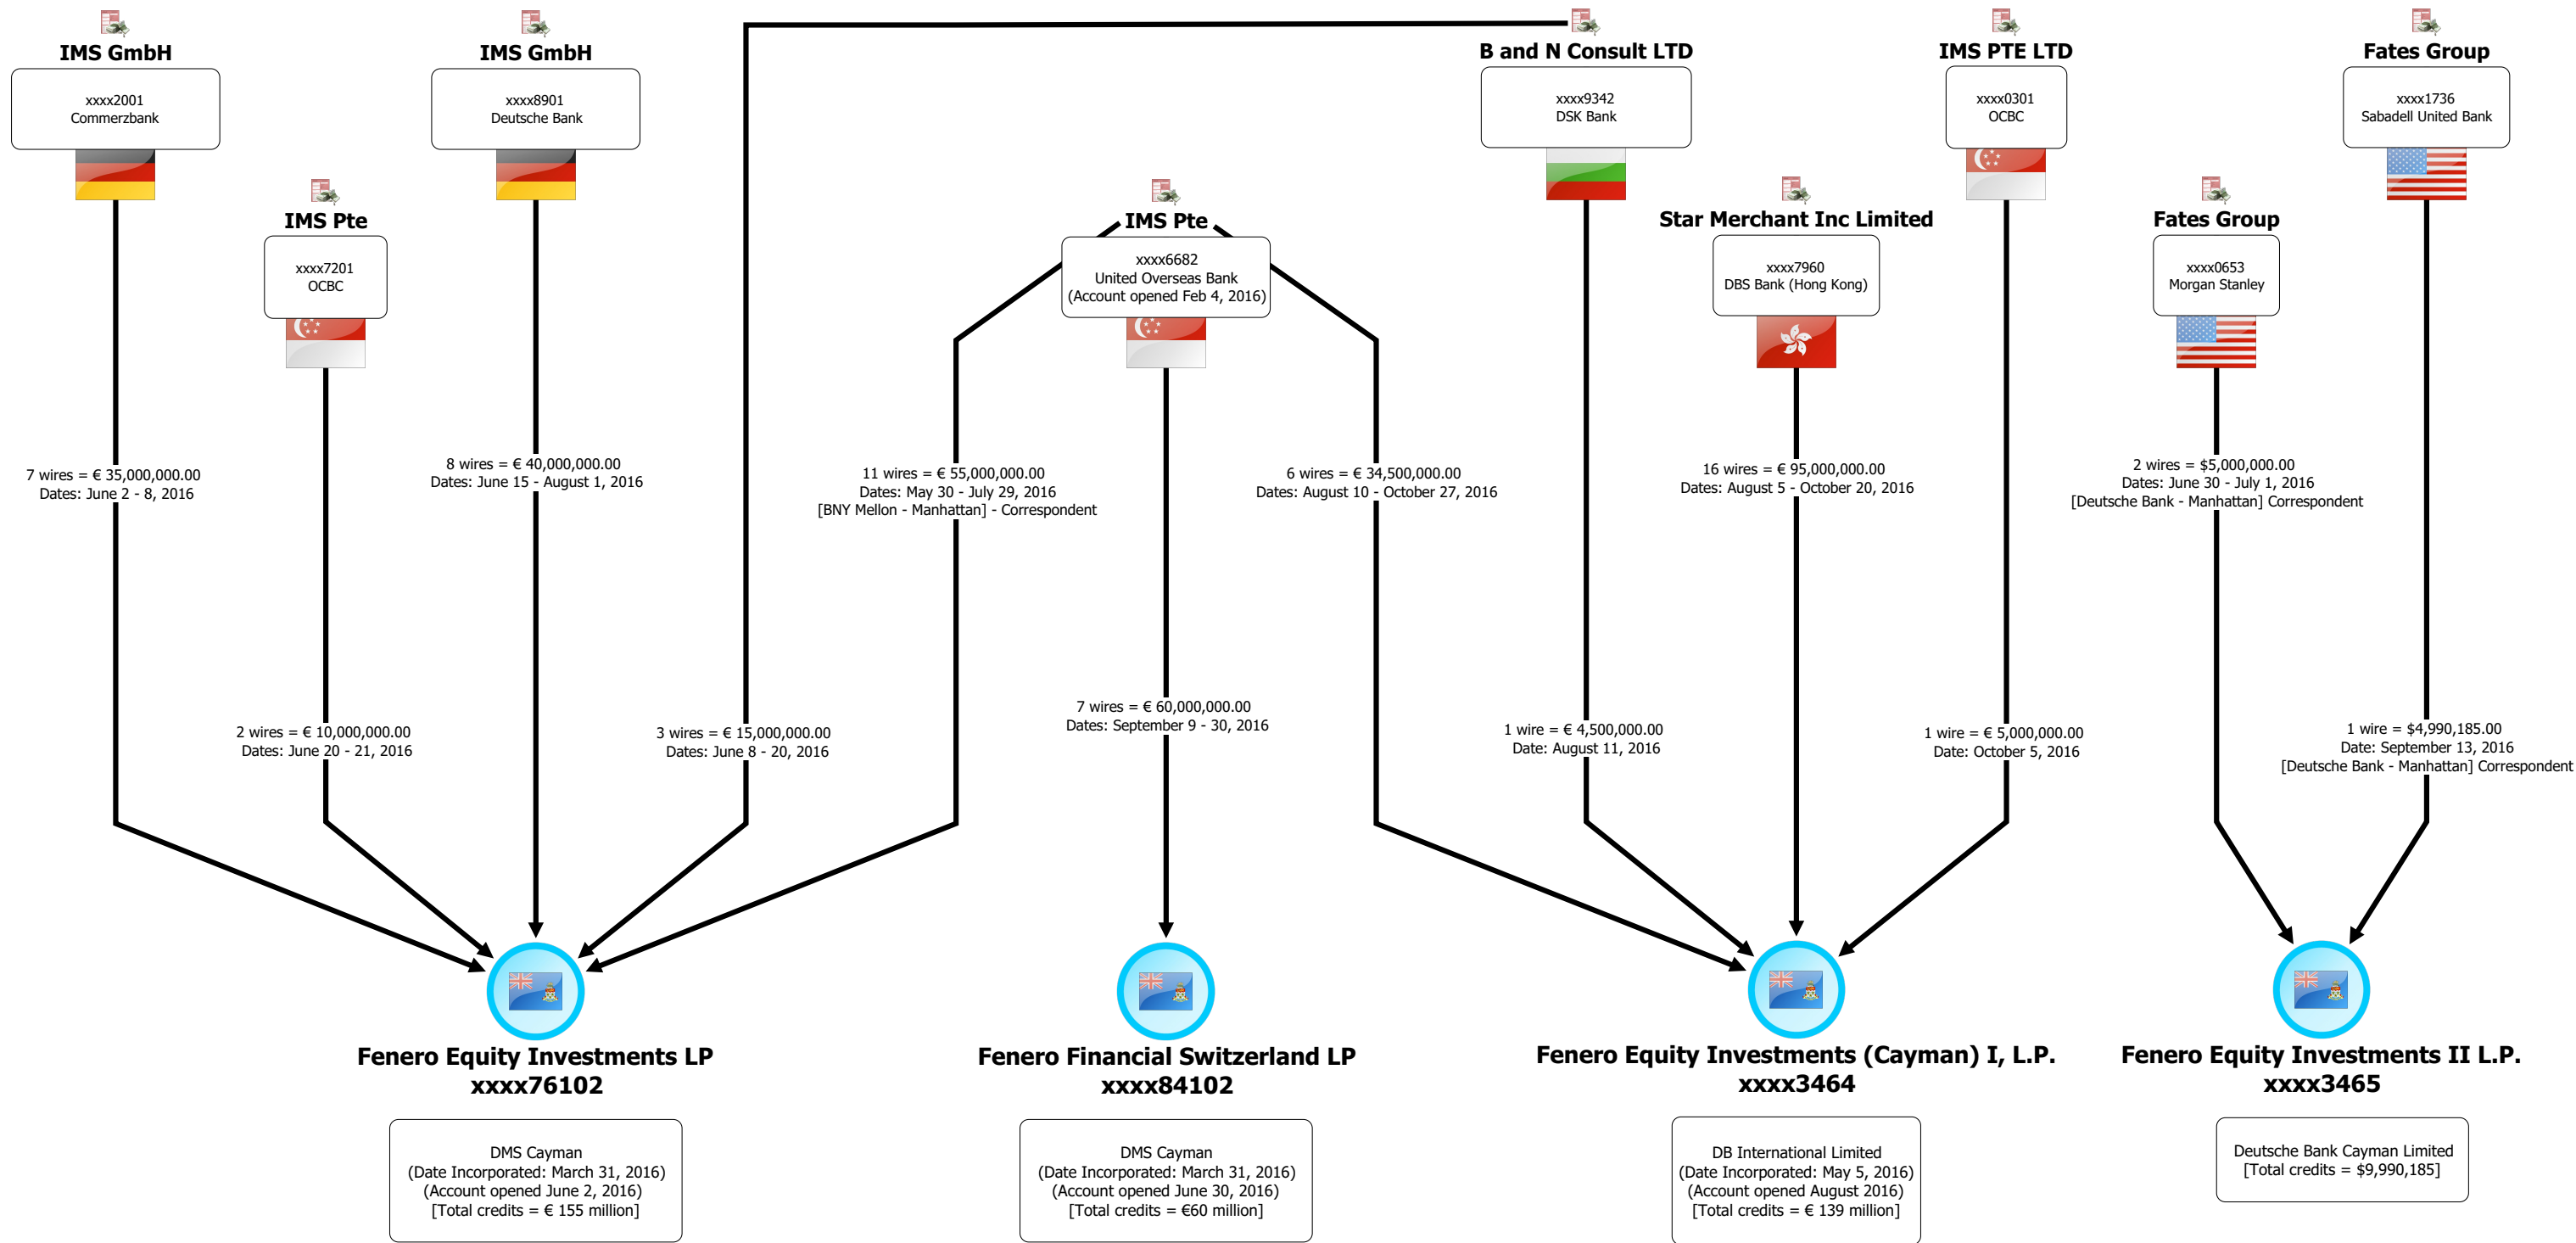 IMS GmbH
xxxx2001
Commerzbank
IMS GmbH
xxxx8901
Deutsche Bank
B and N Consult LTD
xxxx9342
DSK Bank
IMS PTE LTD
xxxx0301
OCBC
Fates Group
xxxx1736
Sabadell United Bank
IMS Pte
xxxx7201
OCBC
IMS Pte
xxxx6682
United Overseas Bank
(Account opened Feb 4, 2016)
Star Merchant Inc Limited
xxxx7960
DBS Bank (Hong Kong)
Fates Group
xxxx0653
Morgan Stanley
7 wires = € 35,000,000.00
Dates: June 2 - 8, 2016
8 wires = € 40,000,000.00
Dates: June 15 - August 1, 2016
11 wires = € 55,000,000.00
Dates: May 30 - July 29, 2016
[BNY Mellon - Manhattan] - Correspondent
6 wires = € 34,500,000.00
Dates: August 10 - October 27, 2016
16 wires = € 95,000,000.00
Dates: August 5 - October 20, 2016
2 wires = $5,000,000.00
Dates: June 30 - July 1, 2016
[Deutsche Bank - Manhattan] Correspondent
2 wires = € 10,000,000.00
Dates: June 20 - 21, 2016
3 wires = € 15,000,000.00
Dates: June 8 - 20, 2016
7 wires = € 60,000,000.00
Dates: September 9 - 30, 2016
1 wire = € 4,500,000.00
Date: August 11, 2016
1 wire = € 5,000,000.00
Date: October 5, 2016
1 wire = $4,990,185.00
Date: September 13, 2016
[Deutsche Bank - Manhattan] Correspondent
Fenero Equity Investments LP
xxxx76102
DMS Cayman
(Date Incorporated: March 31, 2016)
(Account opened June 2, 2016)
[Total credits = € 155 million]
Fenero Financial Switzerland LP
xxxx84102
DMS Cayman
(Date Incorporated: March 31, 2016)
(Account opened June 30, 2016)
[Total credits = €60 million]
Fenero Equity Investments (Cayman) I, L.P.
xxxx3464
DB International Limited
(Date Incorporated: May 5, 2016)
(Account opened August 2016)
[Total credits = € 139 million]
Fenero Equity Investments II L.P.
xxxx3465
Deutsche Bank Cayman Limited
[Total credits = $9,990,185]